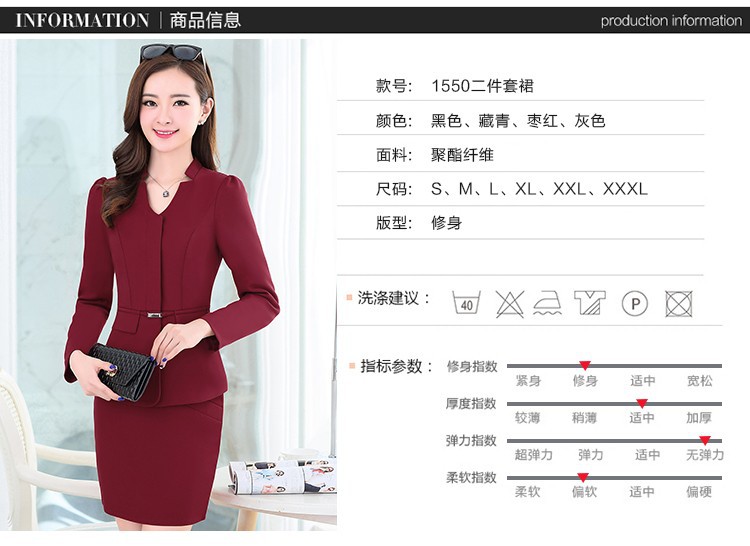 INFORMATION | 商品信息
production information
款号: 1550二件套裙
颜色: 黑色、藏青、枣红、灰色
面料: 聚酯纤维
尺码: S、M、L、XL、XXL、XXXL
版型: 修身
洗涤建议：
40
P
指标参数：
修身指数
紧身 修身 适中 宽松
厚度指数
较薄 稍薄 适中 加厚
弹力指数
超弹力 弹力 适中 无弹力
柔软指数
柔软 偏软 适中 偏硬